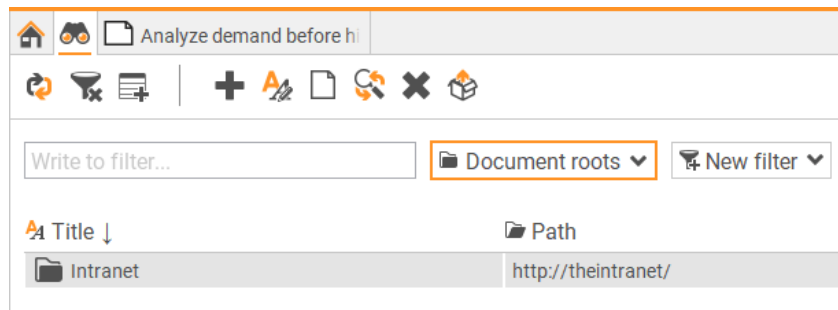 Analyze demand before hi
Write to filter...
Document roots
New filter
Title ↓
Path
Intranet
http://theintranet/